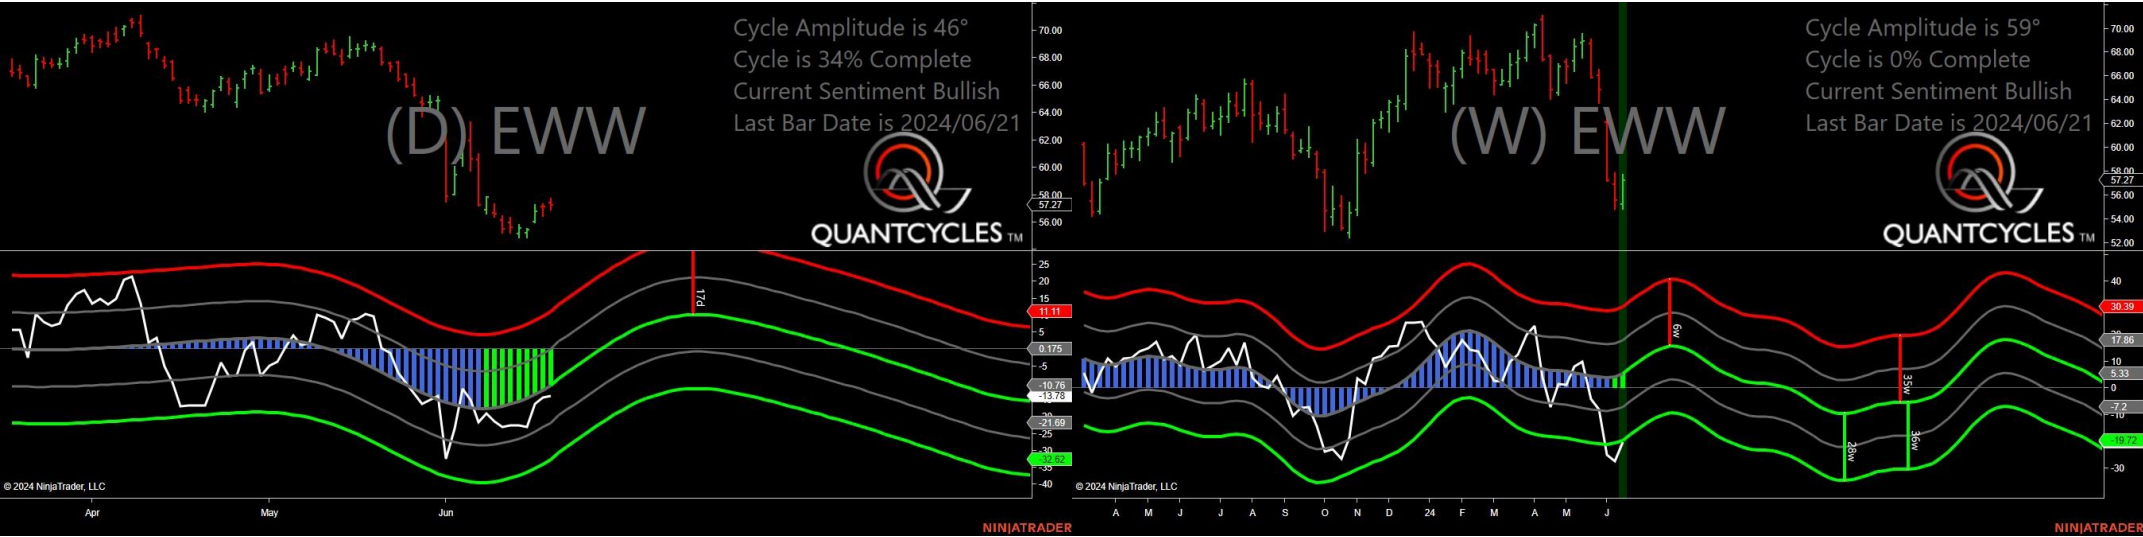 Cycle Amplitude is 46°
Cycle is 34% Complete
Current Sentiment Bullish
Last Bar Date is 2024/06/21
(D) EWW
QUANTCYCLES TM
70.00
68.00
66.00
64.00
62.00
60.00
58.00
57.27
56.00
17d
25
20
15
11.11
5
0.175
-5
-10.76
-13.78
-21.69
-25
-30
-32.62
-35
-40
© 2024 NinjaTrader, LLC
Apr May Jun
NINJATRADER
Cycle Amplitude is 59°
Cycle is 0% Complete
Current Sentiment Bullish
Last Bar Date is 2024/06/21
(W) EWW
QUANTCYCLES TM
70.00
68.00
66.00
64.00
62.00
60.00
58.00
57.27
56.00
54.00
52.00
6w
35w
28w
36w
40
30.39
20
17.86
10
5.33
0
-7.2
-10
-19.72
-30
© 2024 NinjaTrader, LLC
A M J J A S O N D 24 F M A M J
NINJATRADER